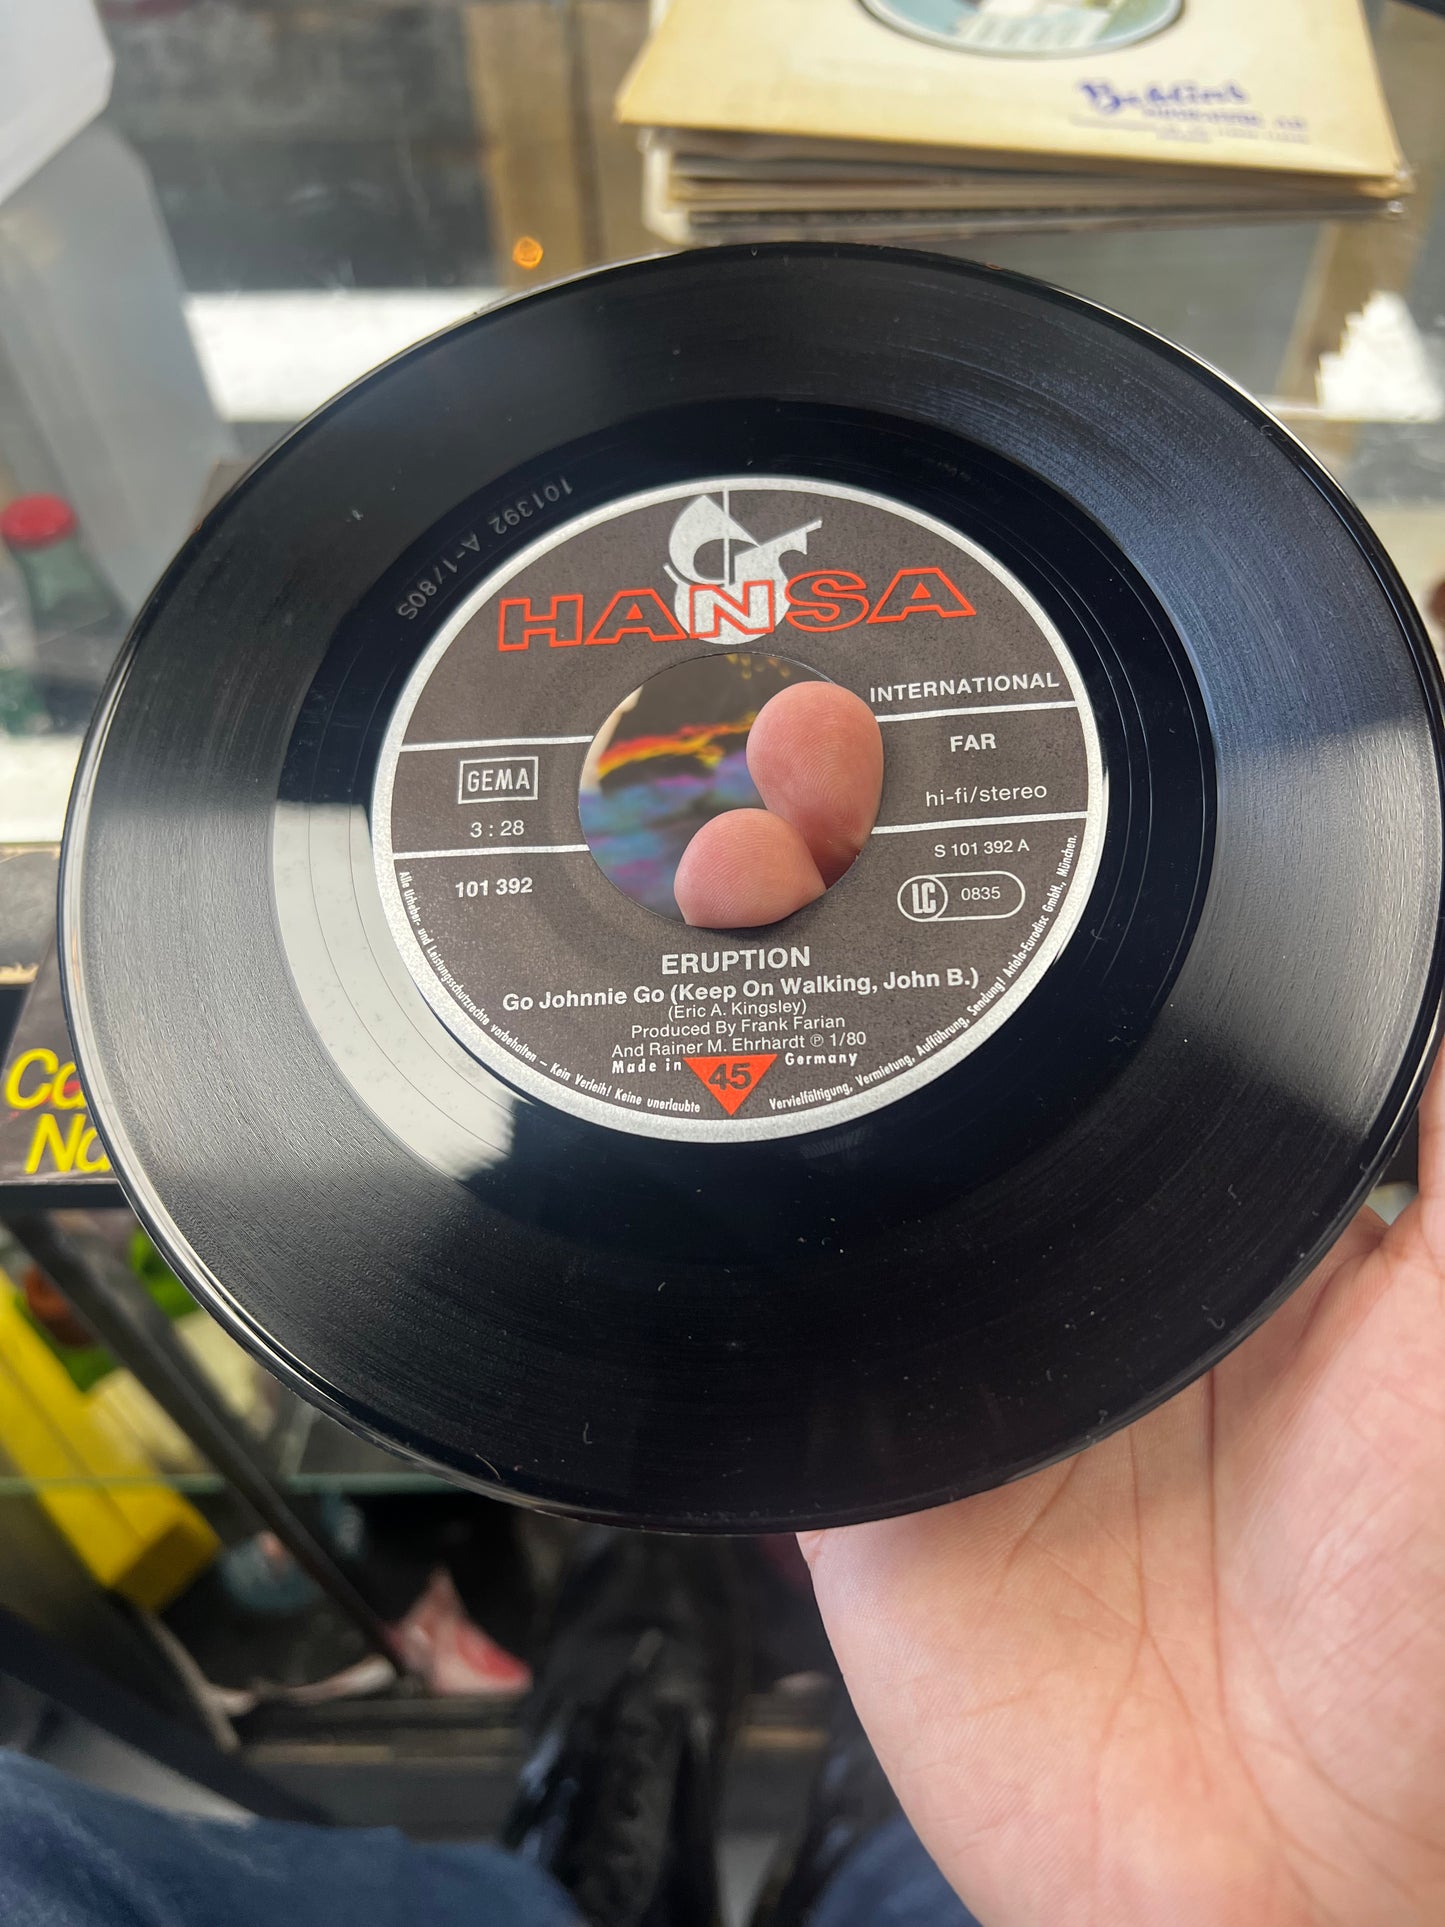 HANSA
INTERNATIONAL
FAR
hi-fi/stereo
GEMA
3:28
101 392
S 101 392 A
LC 0835
ERUPTION
Go Johnnie Go (Keep On Walking, John B.)
(Eric A. Kingsley)
Produced By Frank Farian
And Rainer M. Ehrhardt ℗ 1/80
Made in 45 Germany
Alle Urheber- und Leistungsschutzrechte vorbehalten – Kein Verleih! Keine unerlaubte Vervielfältigung, Vermietung, Aufführung, Sendung! Ariola-Eurodisc GmbH., München.
101392 A-1/80S